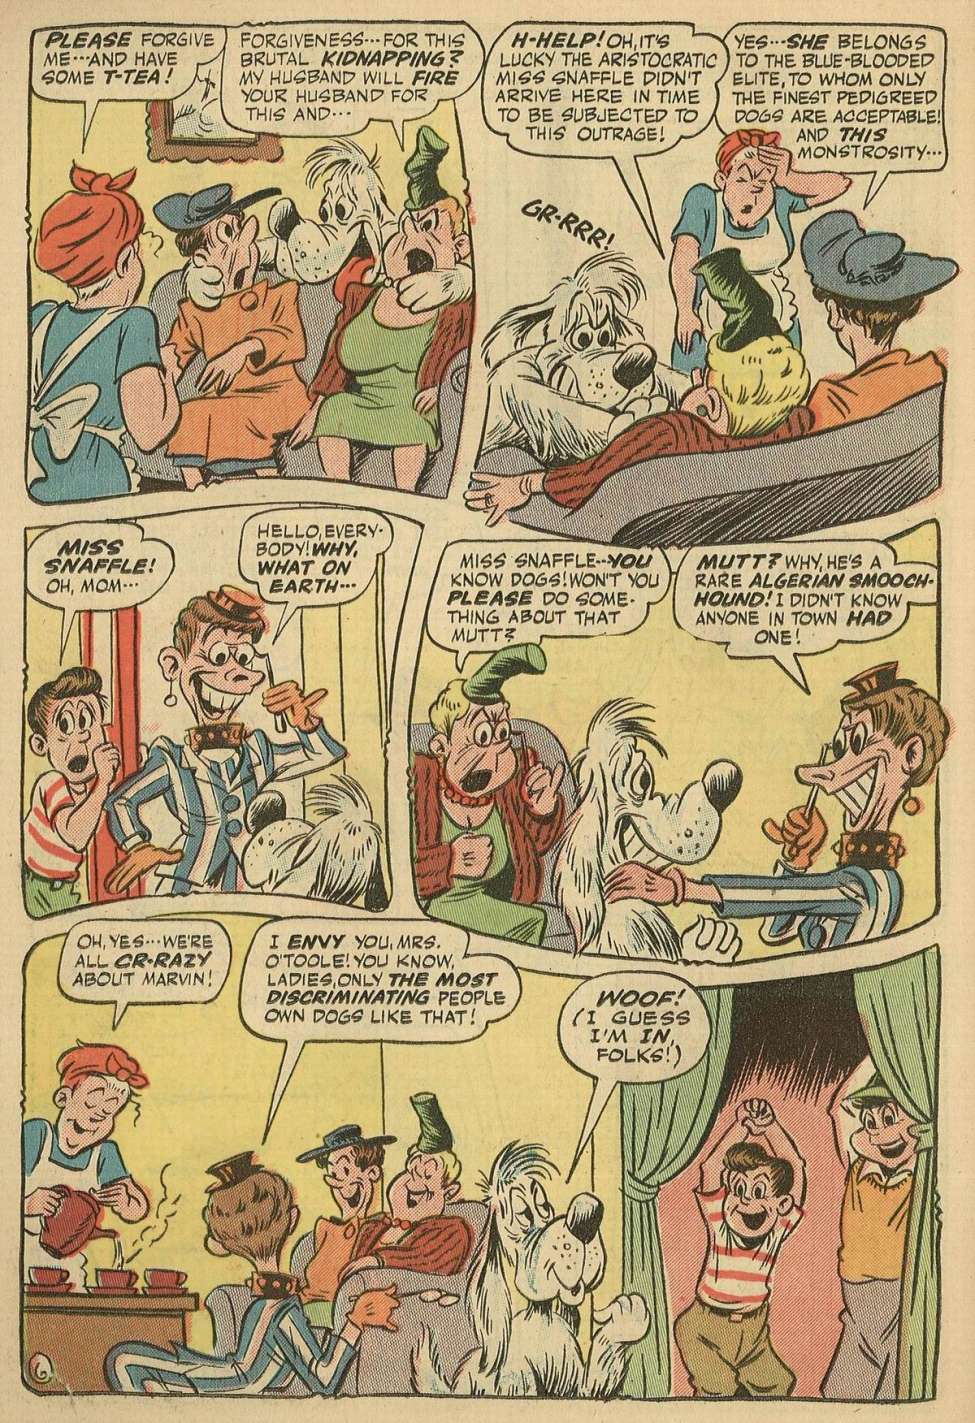 PLEASE FORGIVE
ME---AND HAVE
SOME T-TEA!
FORGIVENESS---FOR THIS
BRUTAL KIDNAPPING?
MY HUSBAND WILL FIRE
YOUR HUSBAND FOR
THIS AND---
H-HELP! OH, IT'S
LUCKY THE ARISTOCRATIC
MISS SNAFFLE DIDN'T
ARRIVE HERE IN TIME
TO BE SUBJECTED TO
THIS OUTRAGE!
YES---SHE BELONGS
TO THE BLUE-BLOODED
ELITE, TO WHOM ONLY
THE FINEST PEDIGREED
DOGS ARE ACCEPTABLE!
AND THIS
MONSTROSITY---
GR-RRR!
MISS
SNAFFLE!
OH, MOM---
HELLO, EVERY-
BODY! WHY,
WHAT ON
EARTH---
MISS SNAFFLE---YOU
KNOW DOGS! WON'T YOU
PLEASE DO SOME-
THING ABOUT THAT
MUTT?
MUTT? WHY, HE'S A
RARE ALGERIAN SMOOCH-
HOUND! I DIDN'T KNOW
ANYONE IN TOWN HAD
ONE!
OH, YES---WE'RE
ALL CR-RAZY
ABOUT MARVIN!
I ENVY YOU, MRS.
O'TOOLE! YOU KNOW,
LADIES, ONLY THE MOST
DISCRIMINATING PEOPLE
OWN DOGS LIKE THAT!
WOOF!
(I GUESS
I'M IN,
FOLKS!)
6